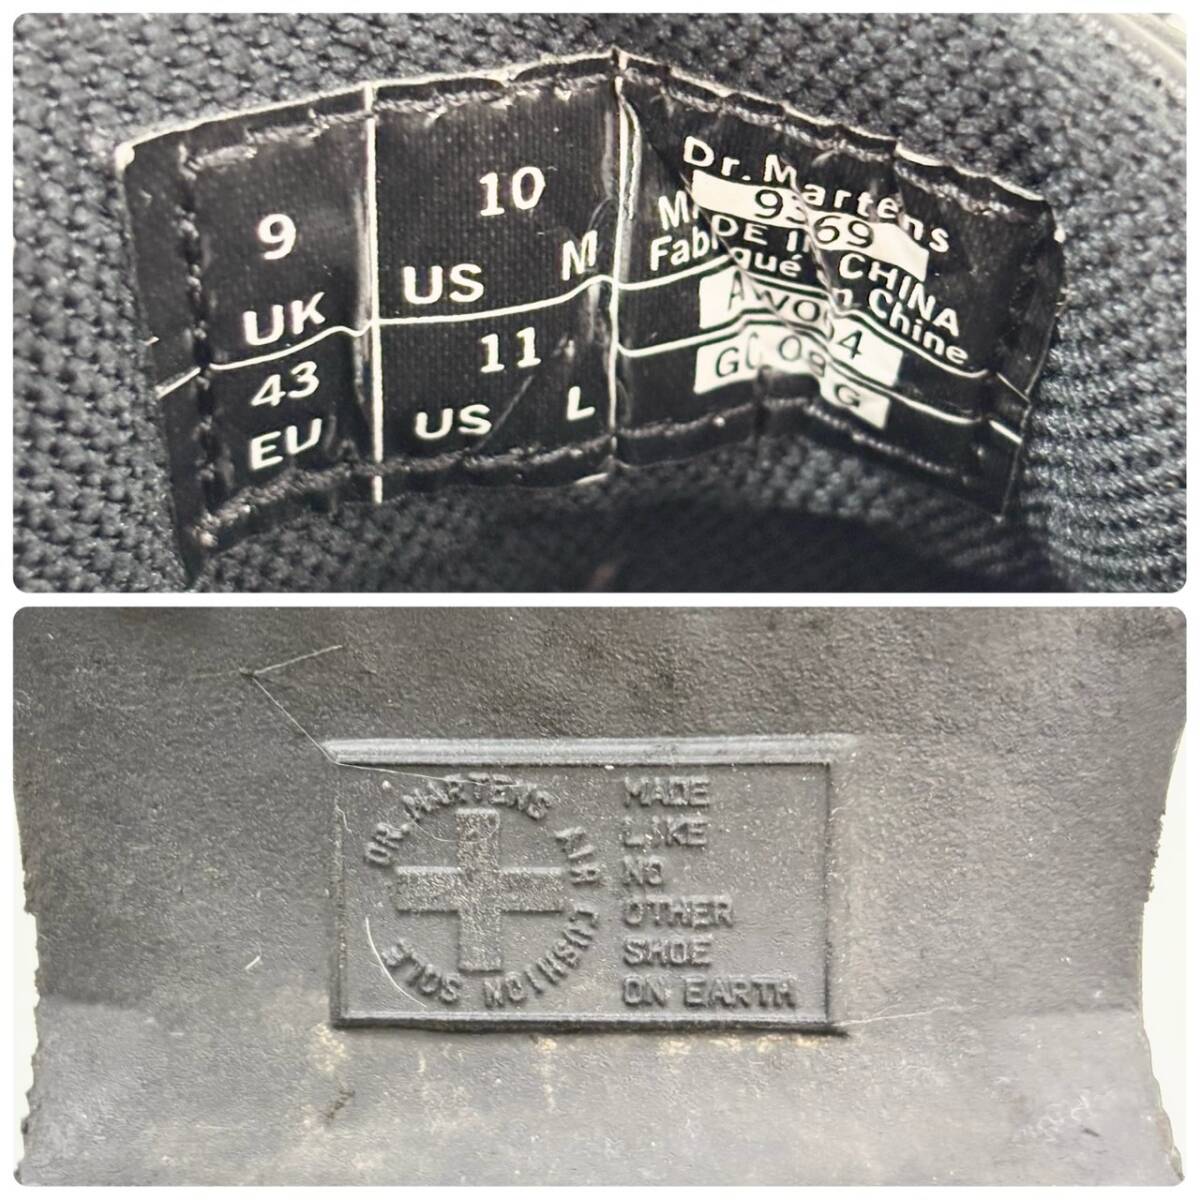 9
UK
43
EU
10
US M
11
US L
Dr. Martens
MADE IN CHINA
Fabriqué en Chine
DR. MARTENS AIR CUSHION SOLE
MADE
LIKE
NO
OTHER
SHOE
ON EARTH